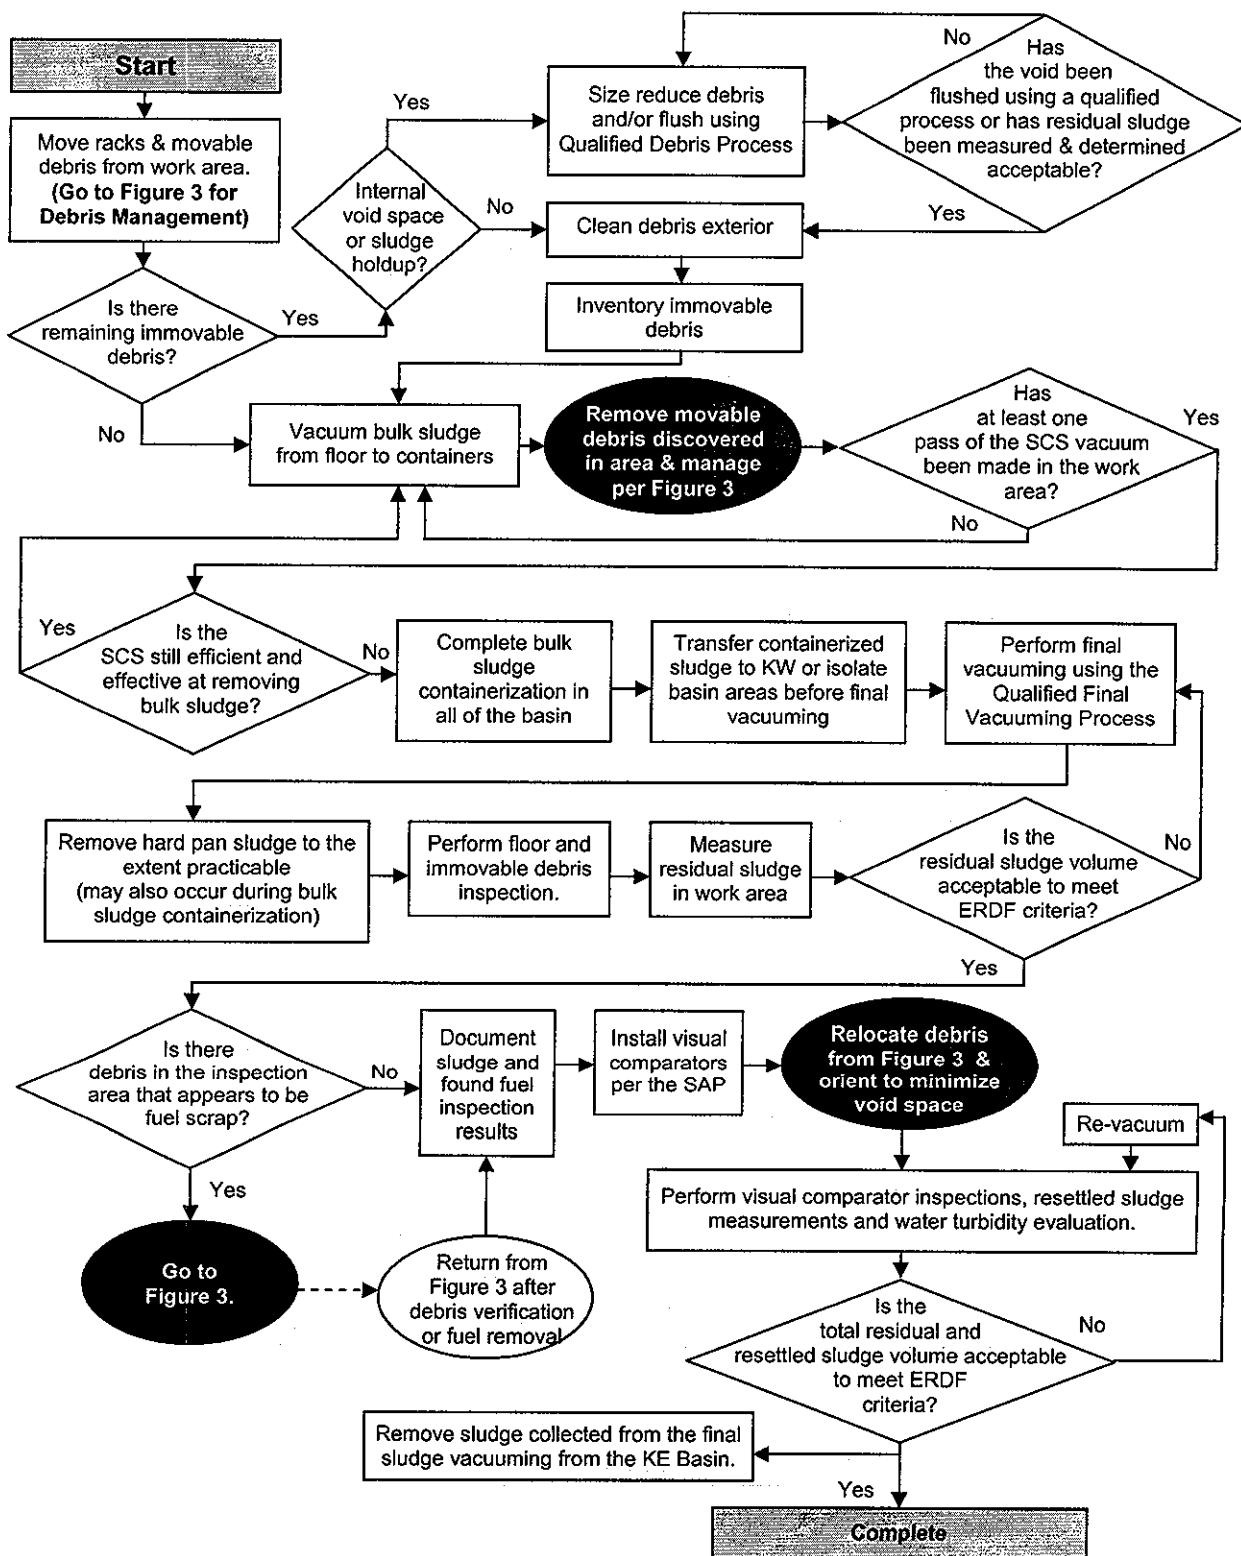 Start
Move racks & movable
debris from work area.
(Go to Figure 3 for
Debris Management)
Is there
remaining immovable
debris?
Yes
No
Internal
void space
or sludge
holdup?
Yes
No
Size reduce debris
and/or flush using
Qualified Debris Process
No
Has
the void been
flushed using a qualified
process or has residual sludge
been measured & determined
acceptable?
Yes
Clean debris exterior
Inventory immovable
debris
Vacuum bulk sludge
from floor to containers
Remove movable
debris discovered
in area & manage
per Figure 3
Has
at least one
pass of the SCS vacuum
been made in the work
area?
Yes
No
Yes
Is the
SCS still efficient and
effective at removing
bulk sludge?
No
Complete bulk
sludge
containerization in
all of the basin
Transfer containerized
sludge to KW or isolate
basin areas before final
vacuuming
Perform final
vacuuming using the
Qualified Final
Vacuuming Process
Remove hard pan sludge to the
extent practicable
(may also occur during bulk
sludge containerization)
Perform floor and
immovable debris
inspection.
Measure
residual sludge
in work area
Is the
residual sludge volume
acceptable to meet
ERDF criteria?
No
Yes
Is there
debris in the inspection
area that appears to be
fuel scrap?
No
Yes
Document
sludge and
found fuel
inspection
results
Install visual
comparators
per the SAP
Relocate debris
from Figure 3 &
orient to minimize
void space
Re-vacuum
Perform visual comparator inspections, resettled sludge
measurements and water turbidity evaluation.
Go to
Figure 3.
Return from
Figure 3 after
debris verification
or fuel removal
Is the
total residual and
resettled sludge volume acceptable
to meet ERDF
criteria?
No
Remove sludge collected from the final
sludge vacuuming from the KE Basin.
Yes
Complete